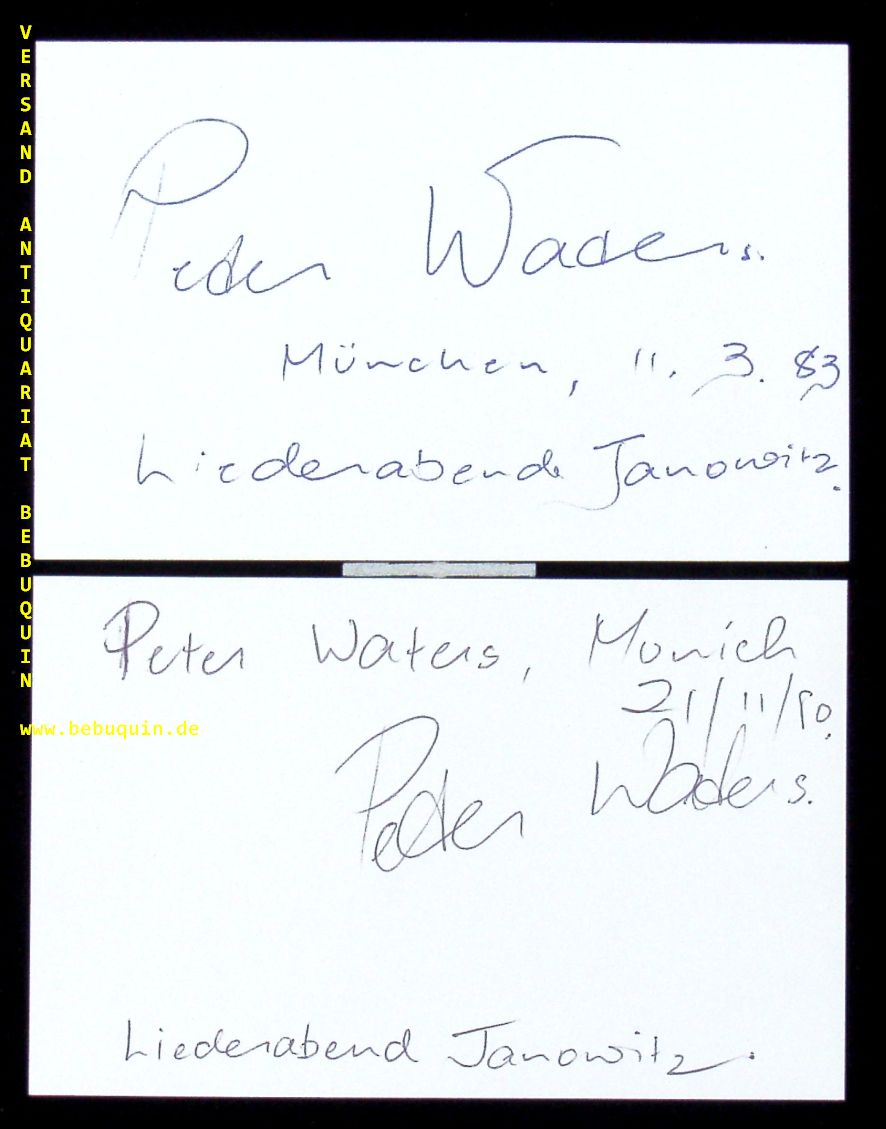 VERSAND ANTIQUARIAT BEBUQUIN
Peter Waters.
München, 11. 3. 83
Liederabende Janowitz.
Peter Waters, Munich
21/11/80.
www.bebuquin.de
Peter Waters.
Liederabend Janowitz.